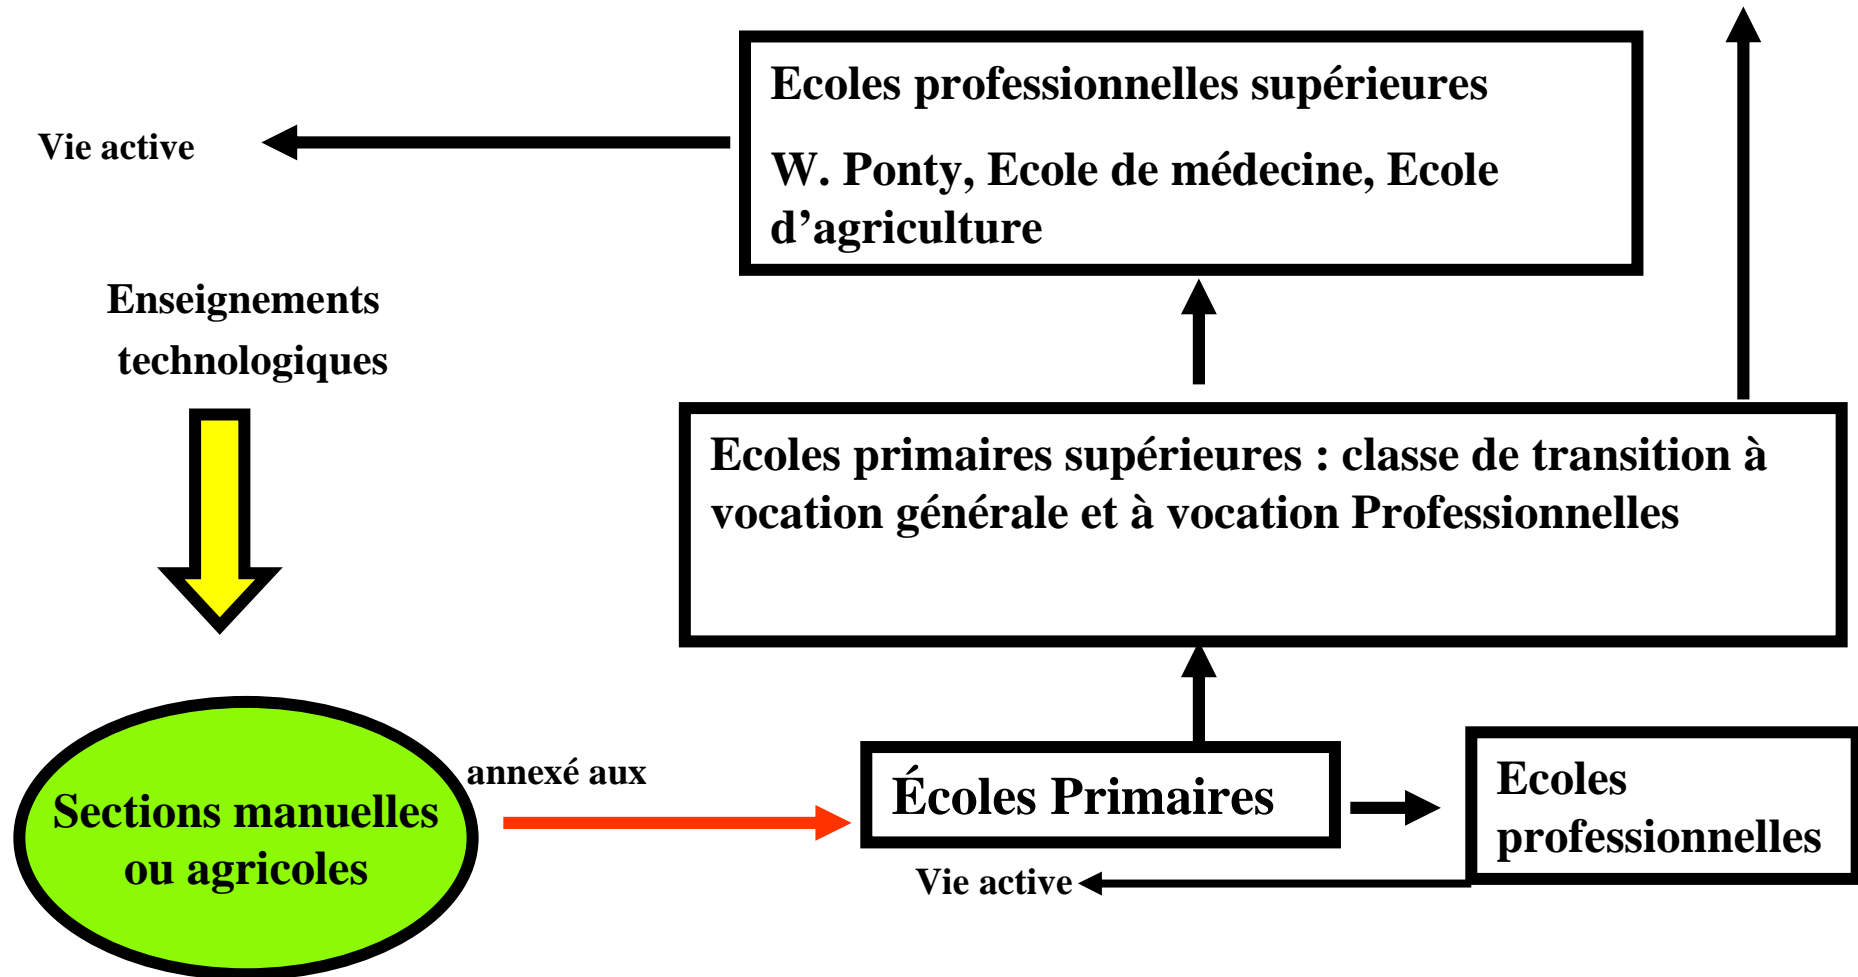 Ecoles professionnelles supérieures
W. Ponty, Ecole de médecine, Ecole
d’agriculture
Vie active
Enseignements
technologiques
Ecoles primaires supérieures : classe de transition à
vocation générale et à vocation Professionnelles
annexé aux
Sections manuelles
ou agricoles
Écoles Primaires
Ecoles
professionnelles
Vie active